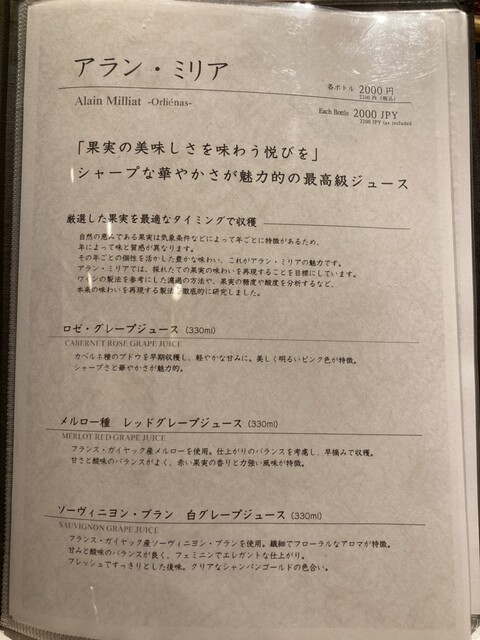 アラン・ミリア
各ボトル 2000円
2200円 (税込)
Alain Milliat -Orliénas-
Each Bottle 2000 JPY
2200 JPY tax included
「果実の美味しさを味わう悦びを」
シャープな華やかさが魅力的の最高級ジュース
厳選した果実を最適なタイミングで収穫
自然の恵みである果実は気象条件などによって年ごとに特徴があるため、
年によって味と質感が異なります。
その年ごとの個性を活かした豊かな味わい、これがアラン・ミリアの魅力です。
アラン・ミリアでは、採れたての果実の味わいを再現することを目標にしています。
ワインの製法を参考にした濾過の方法や、果実の糖度や酸度を分析するなど、
本来の味わいを再現する製法を徹底的に研究しました。
ロゼ・グレープジュース (330ml)
CABERNET ROSE GRAPE JUICE
カベルネ種のブドウを早期収穫し、軽やかな甘みに。美しく明るいピンク色が特徴。
シャープさと華やかさが魅力的。
メルロー種 レッドグレープジュース (330ml)
MERLOT RED GRAPE JUICE
フランス・ガイヤック産メルローを使用。仕上がりのバランスを考慮し、早摘みで収穫。
甘さと酸味のバランスがよく、赤い果実の香りと力強い風味が特徴。
ソーヴィニヨン・ブラン 白グレープジュース (330ml)
SAUVIGNON GRAPE JUICE
フランス・ガイヤック産ソーヴィニヨン・ブランを使用。繊細でフローラルなアロマが特徴。
甘みと酸味のバランスが良く、フェミニンでエレガントな仕上がり。
フレッシュですっきりとした後味。クリアなシャンパンゴールドの色合い。